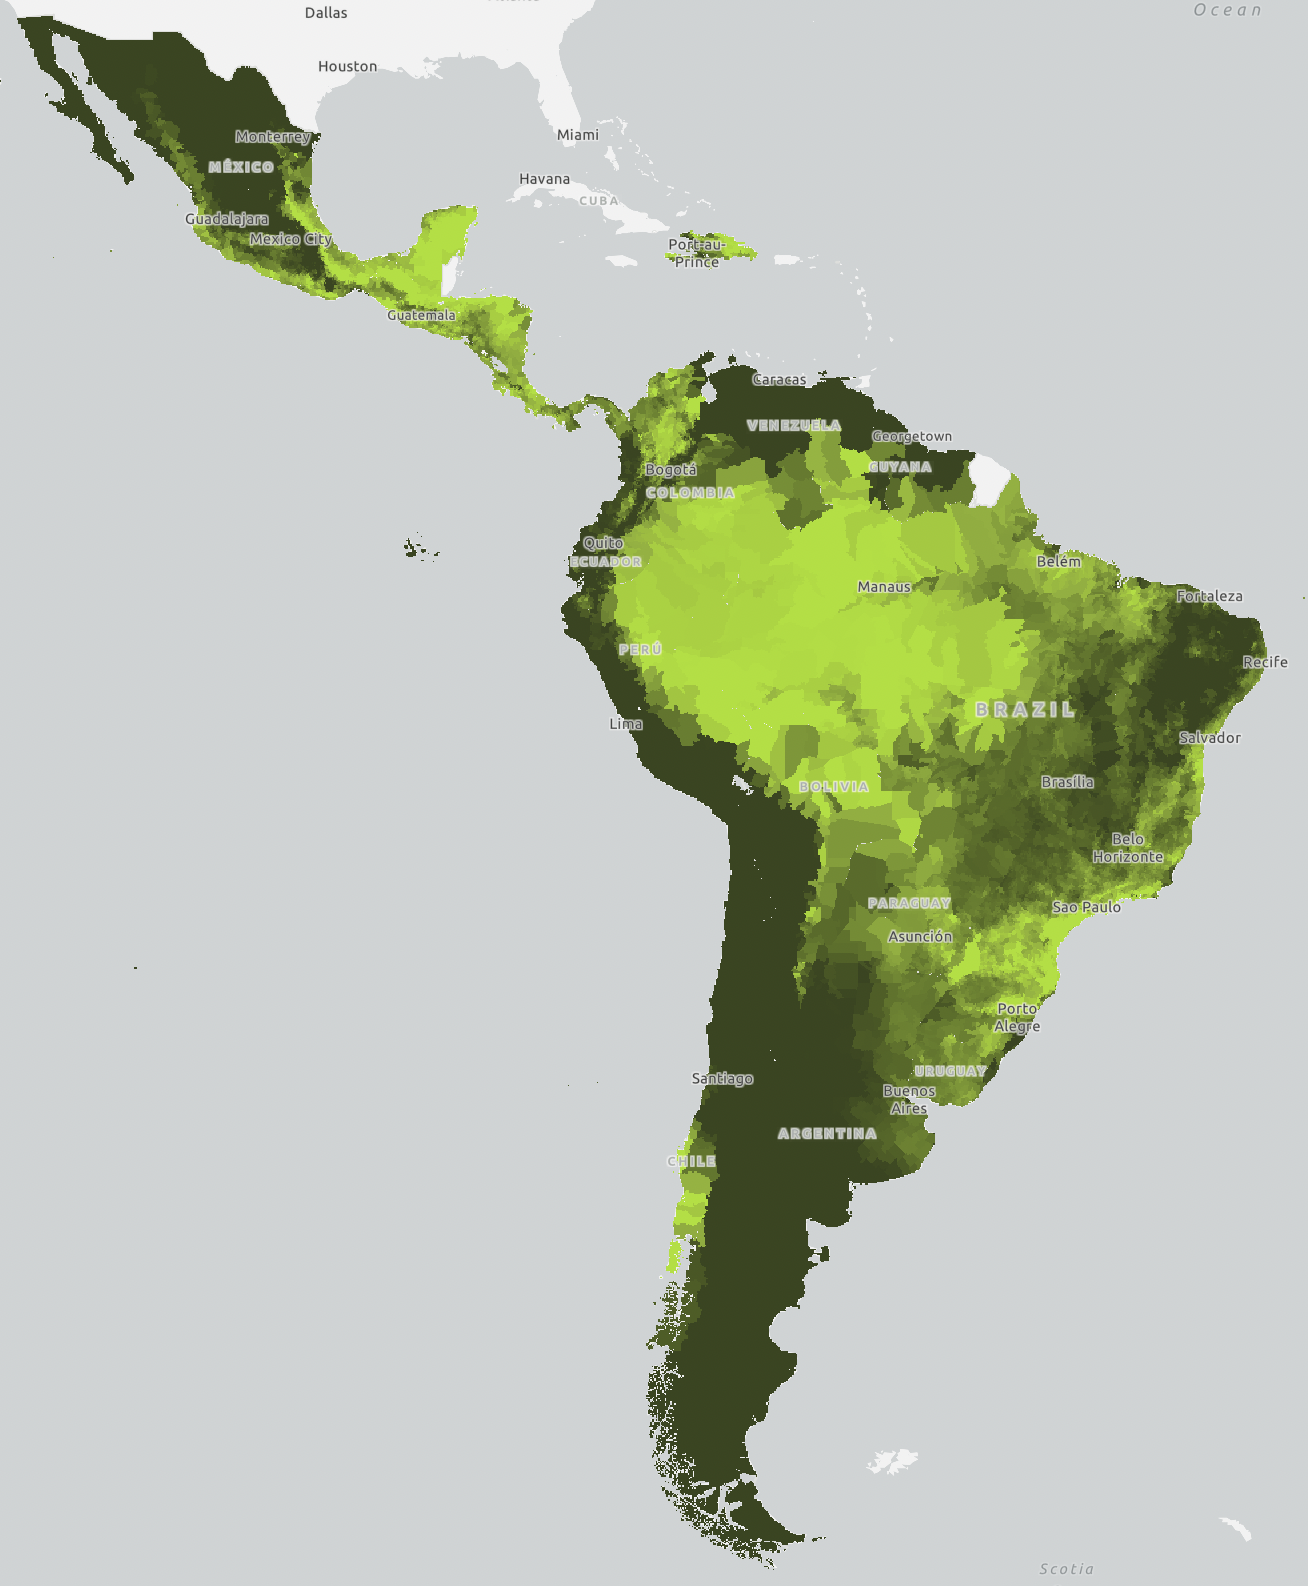 Dallas
Ocean
Houston
Miami
Monterrey
MÉXICO
Havana
CUBA
Guadalajara
Mexico City
Port-au-
Prince
Guatemala
Caracas
VENEZUELA
Georgetown
GUYANA
Bogotá
COLOMBIA
Quito
ECUADOR
Belém
Manaus
Fortaleza
PERÚ
Recife
BRAZIL
Lima
Salvador
BOLIVIA
Brasília
Belo
Horizonte
PARAGUAY
Sao Paulo
Asunción
Porto
Alegre
URUGUAY
Santiago
Buenos
Aires
ARGENTINA
CHILE
Scotia